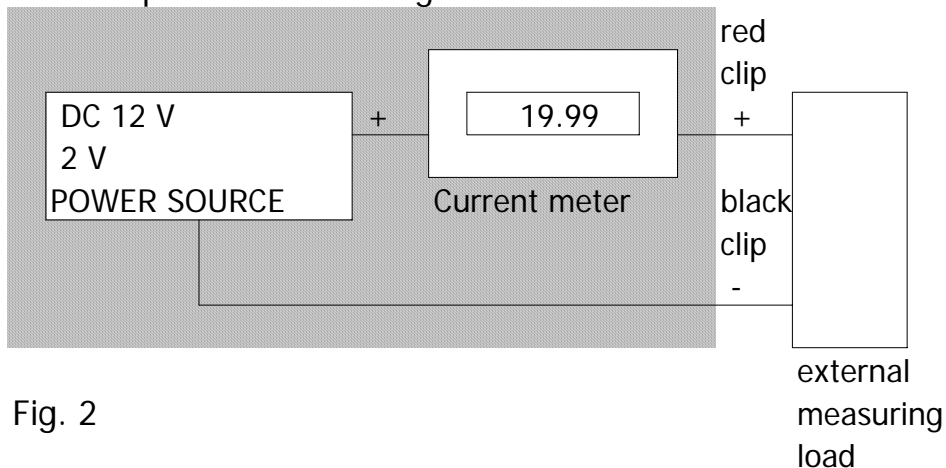 red
clip
DC 12 V
2 V
POWER SOURCE
+
19.99
+
Current meter
black
clip
-
external
measuring
load
Fig. 2